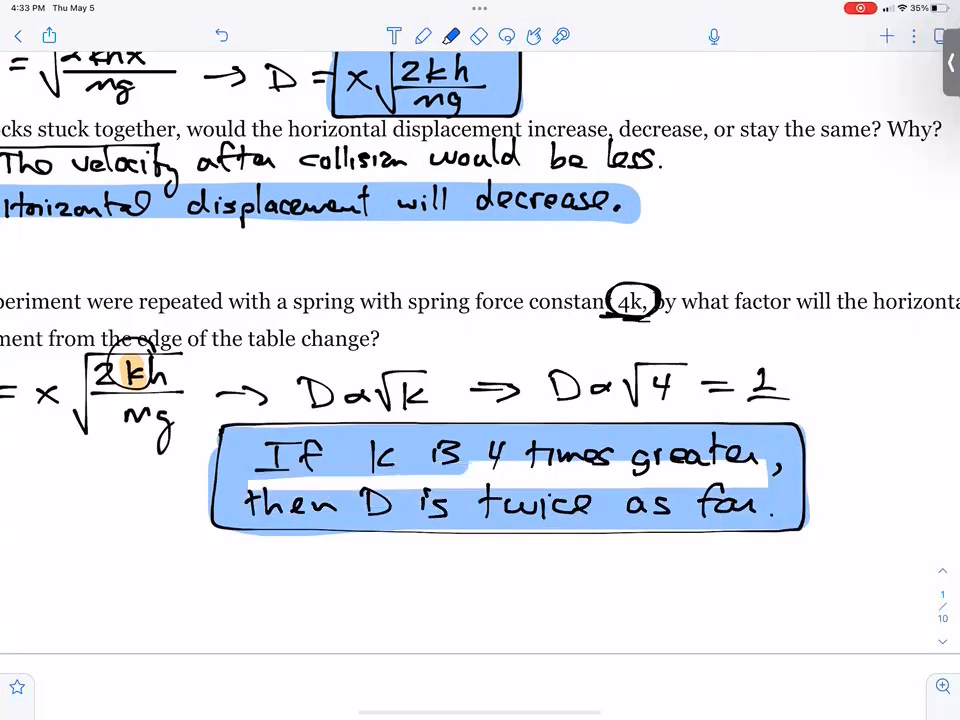 4:33 PM Thu May 5
35%
= √(2khx / mg) → D = x√(2kh / mg)
cks stuck together, would the horizontal displacement increase, decrease, or stay the same? Why?
The velocity after collision would be less.
Horizontal displacement will decrease.
periment were repeated with a spring with spring force constant 4k, by what factor will the horizonta
ment from the edge of the table change?
= x√(2kh / mg) → D α √k ⇒ D α √4 = 2
If k is 4 times greater,
then D is twice as far.
1
/
10